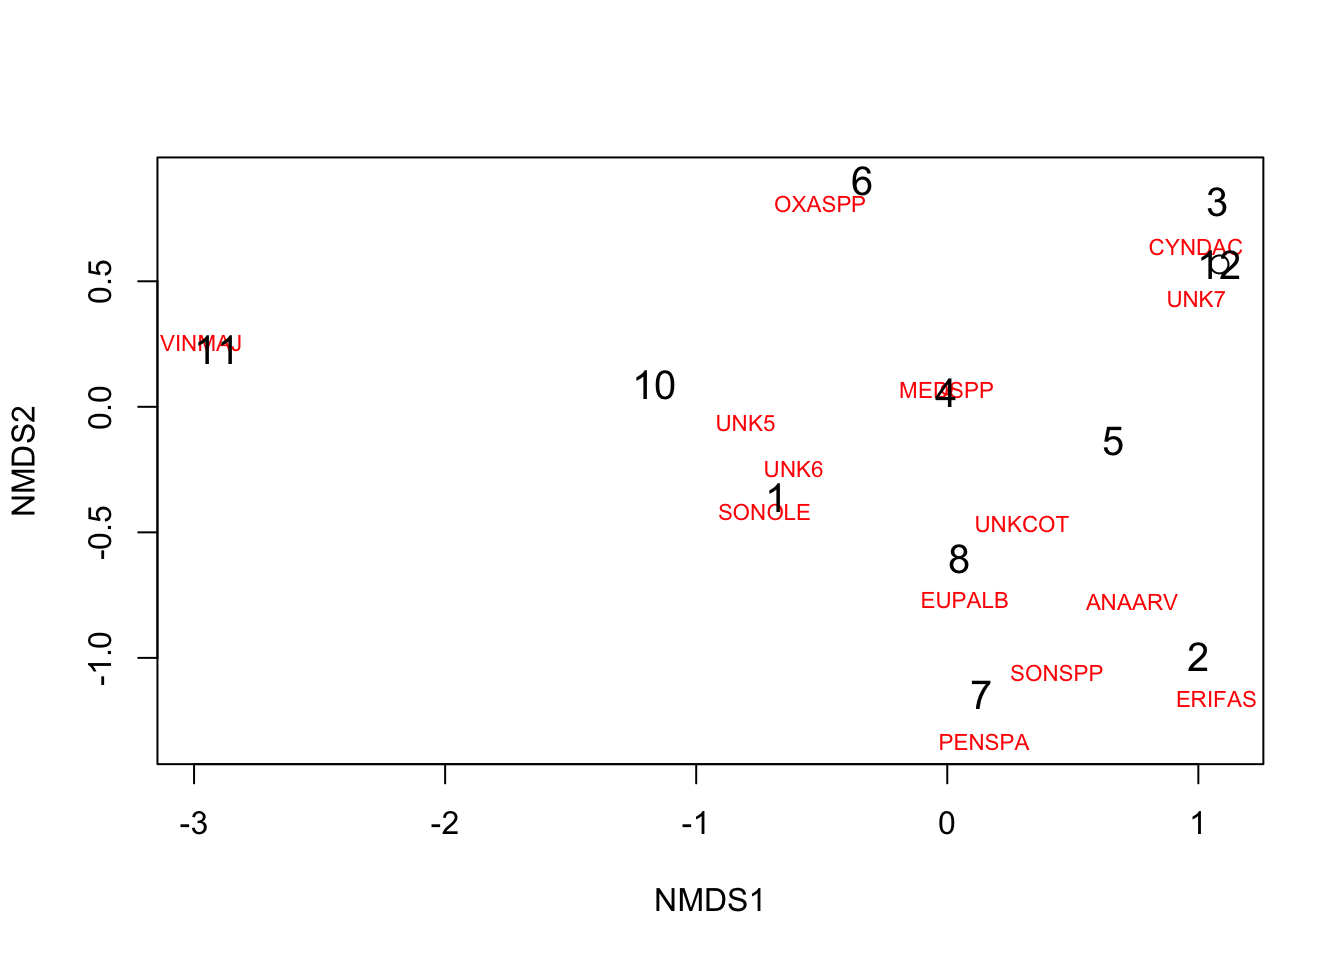 6
OXASPP
3
CYNDAC
12
UNK7
0.5
VINMAJ
11
10
MEDSPP
4
0.0
UNK5
5
NMDS2
UNK6
1
SONOLE
UNKCOT
-0.5
8
EUPALB
ANAARV
2
-1.0
SONSPP
7
ERIFAS
PENSPA
-3 -2 -1 0 1
NMDS1